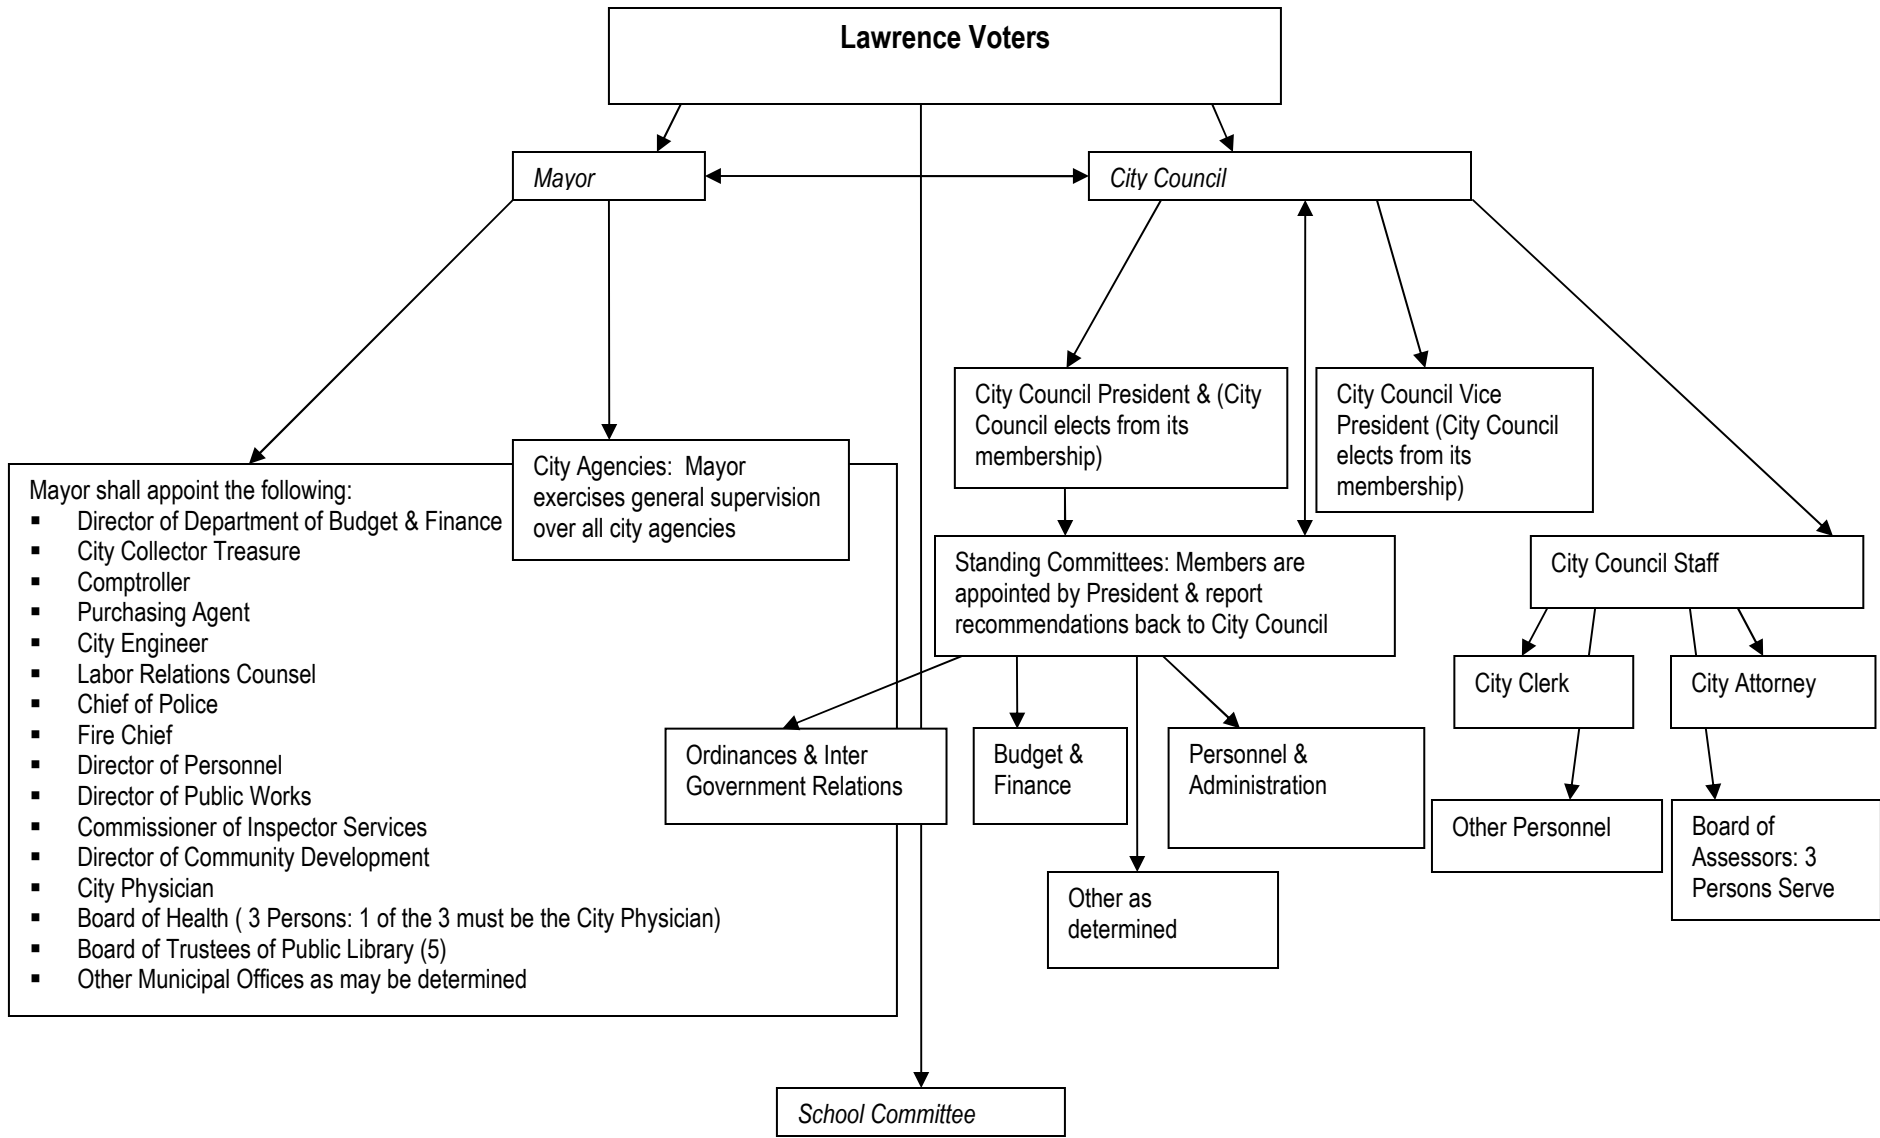 Lawrence Voters
Mayor
City Council
City Council President & (City
Council elects from its
membership)
City Council Vice
President (City Council
elects from its
membership)
City Agencies: Mayor
exercises general supervision
over all city agencies
Mayor shall appoint the following:
▪ Director of Department of Budget & Finance
▪ City Collector Treasure
▪ Comptroller
▪ Purchasing Agent
▪ City Engineer
▪ Labor Relations Counsel
▪ Chief of Police
▪ Fire Chief
▪ Director of Personnel
▪ Director of Public Works
▪ Commissioner of Inspector Services
▪ Director of Community Development
▪ City Physician
▪ Board of Health ( 3 Persons: 1 of the 3 must be the City Physician)
▪ Board of Trustees of Public Library (5)
▪ Other Municipal Offices as may be determined
Standing Committees: Members are
appointed by President & report
recommendations back to City Council
City Council Staff
City Clerk
City Attorney
Ordinances & Inter
Government Relations
Budget &
Finance
Personnel &
Administration
Other Personnel
Board of
Assessors: 3
Persons Serve
Other as
determined
School Committee